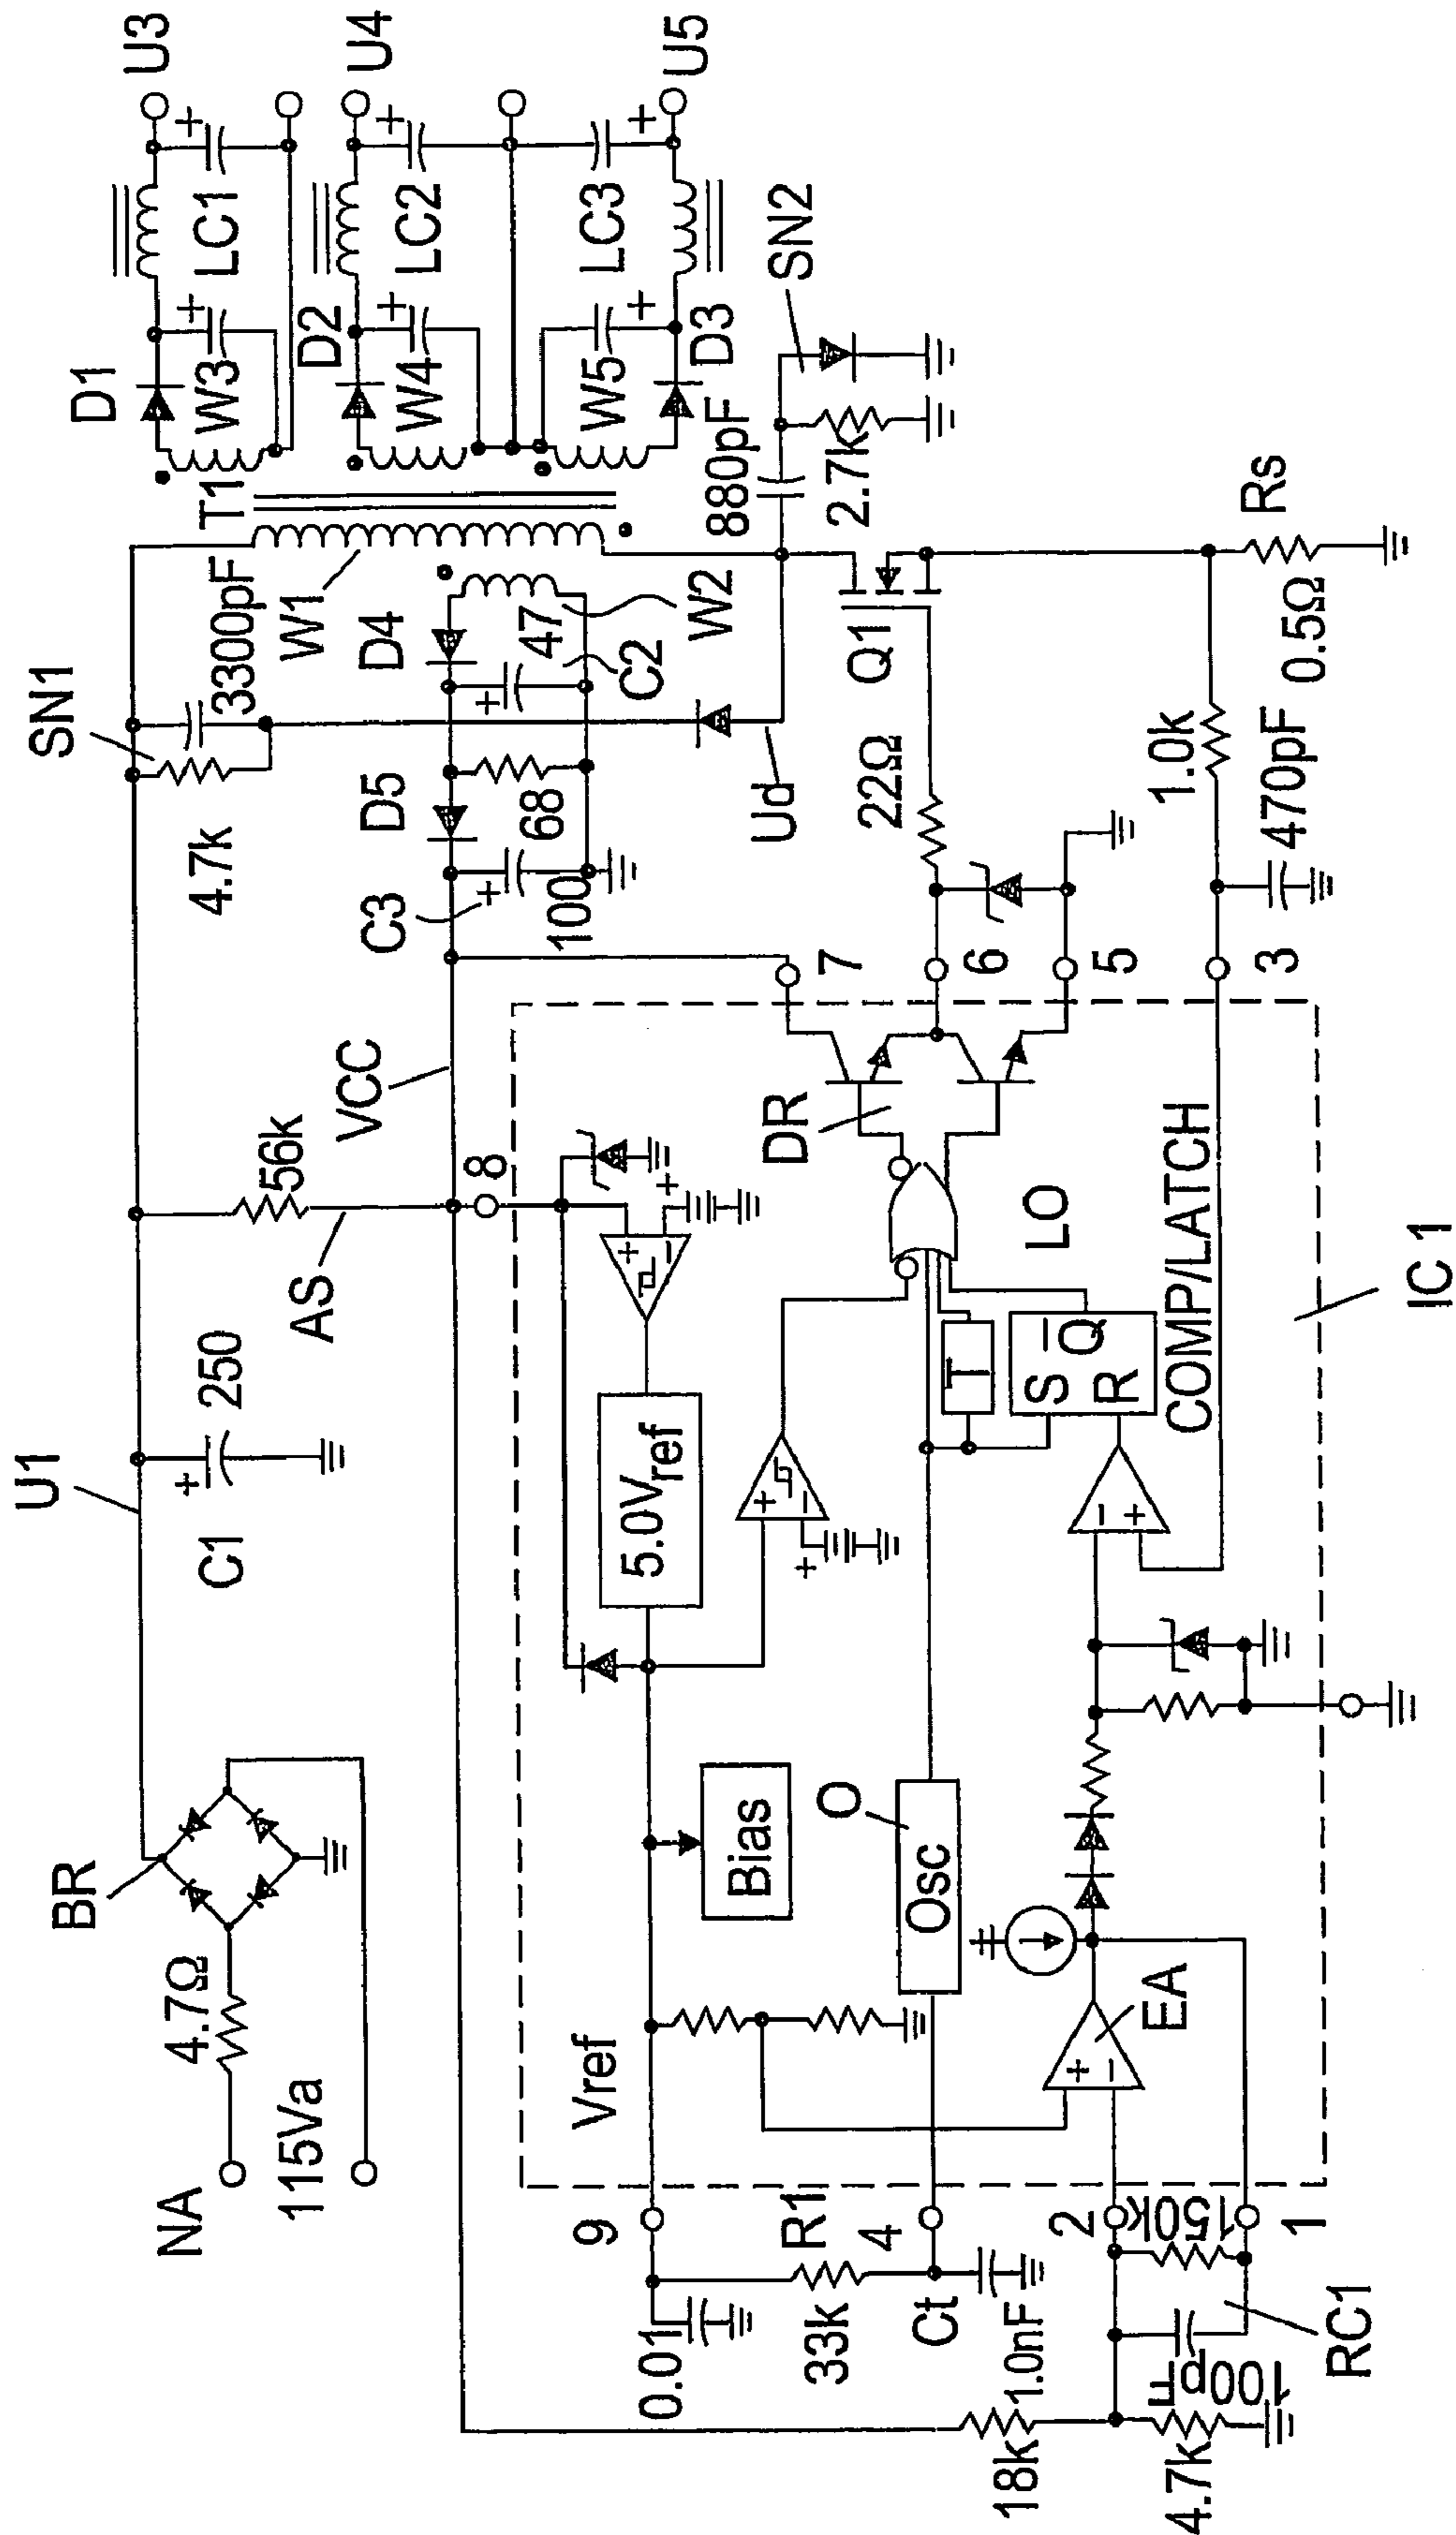 U3
U4
U5
LC1
LC2
LC3
SN2
D1
W3
D2
W4
W5
D3
880pF
2.7k
T1
Rs
0.5Ω
SN1
3300pF
W1
D4
47
W2
C2
Q1
22Ω
1.0k
470pF
4.7k
D5
68
C3
100
Ud
7
6
5
3
VCC
56k
AS
8
DR
LO
COMP/LATCH
IC 1
U1
250
C1
5.0Vref
T
S Q
R
BR
4.7Ω
NA
115Va
Bias
O
Osc
EA
Vref
9
R1
4
2
150k
1
0.01
33k
Ct
1.0nF
100pF
RC1
18k
4.7k